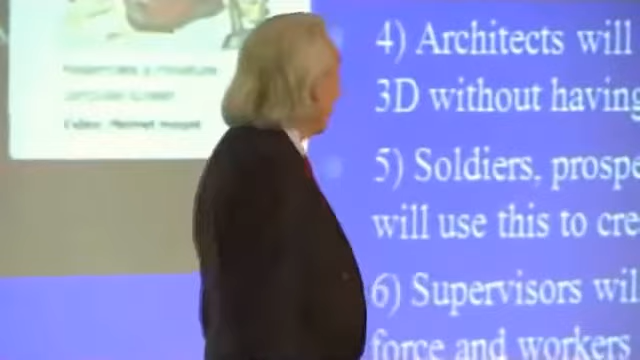 4) Architects will
3D without having
5) Soldiers, prospe
will use this to cre
6) Supervisors wil
force and workers